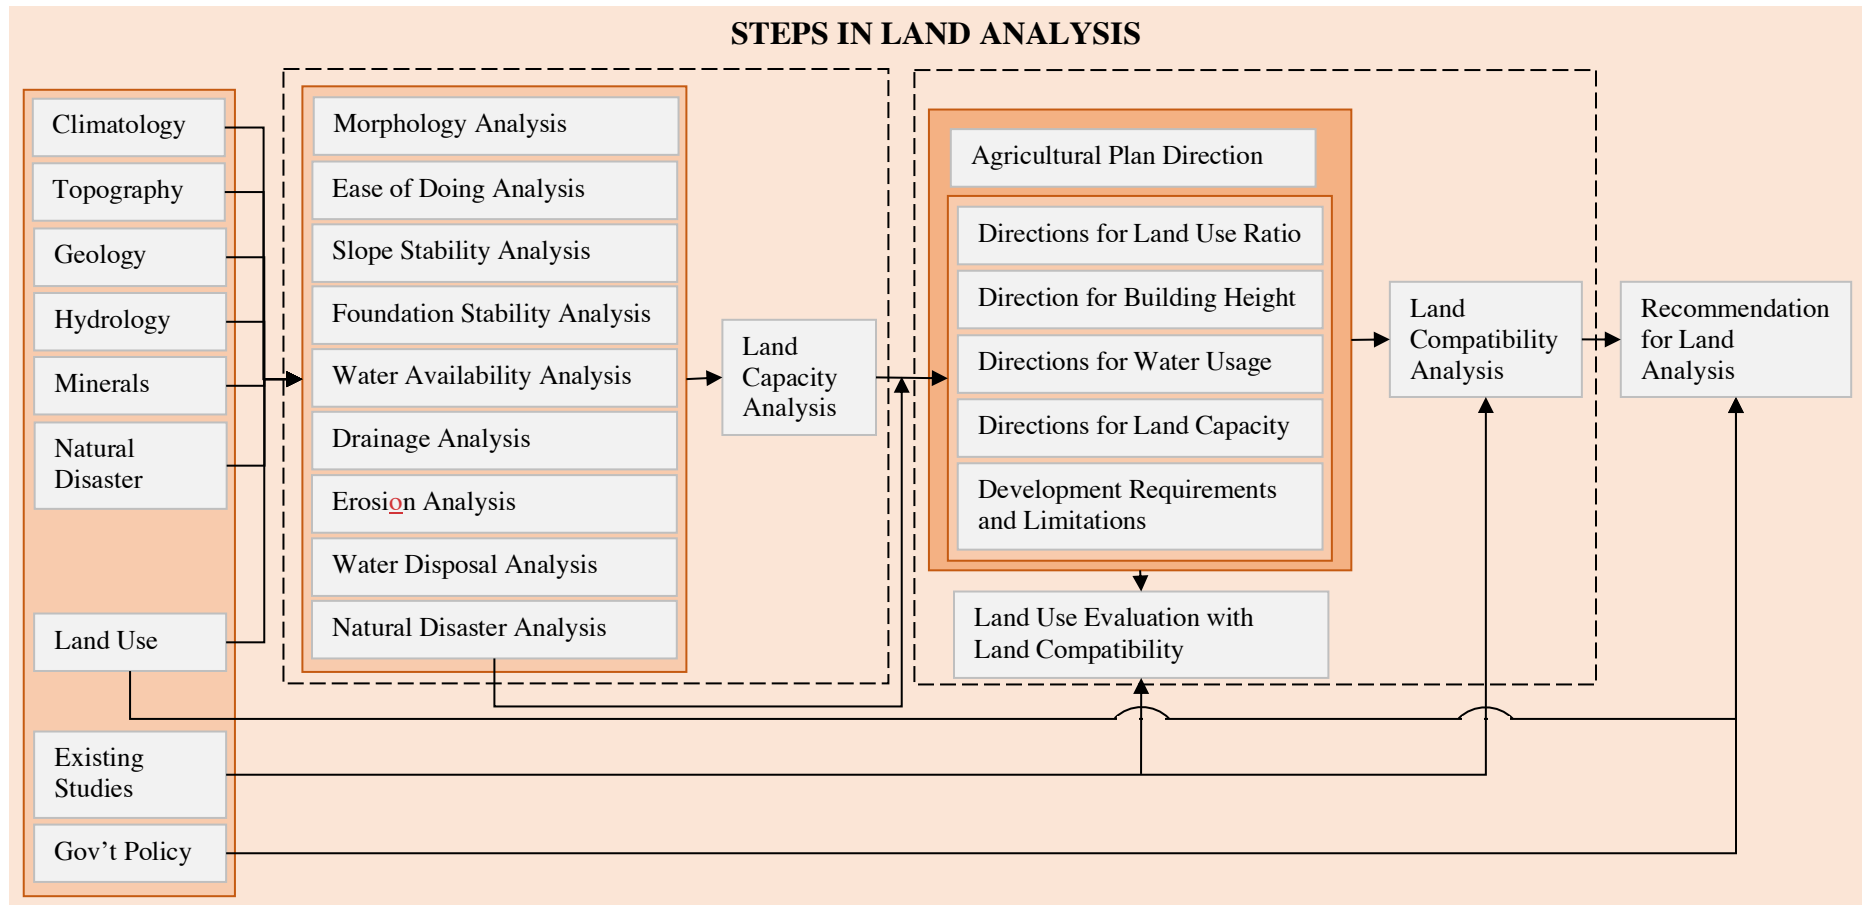 STEPS IN LAND ANALYSIS
Climatology
Topography
Geology
Hydrology
Minerals
Natural
Disaster
Land Use
Existing
Studies
Gov’t Policy
Morphology Analysis
Ease of Doing Analysis
Slope Stability Analysis
Foundation Stability Analysis
Water Availability Analysis
Drainage Analysis
Erosion Analysis
Water Disposal Analysis
Natural Disaster Analysis
Land
Capacity
Analysis
Agricultural Plan Direction
Directions for Land Use Ratio
Direction for Building Height
Directions for Water Usage
Directions for Land Capacity
Development Requirements
and Limitations
Land Use Evaluation with
Land Compatibility
Land
Compatibility
Analysis
Recommendation
for Land
Analysis